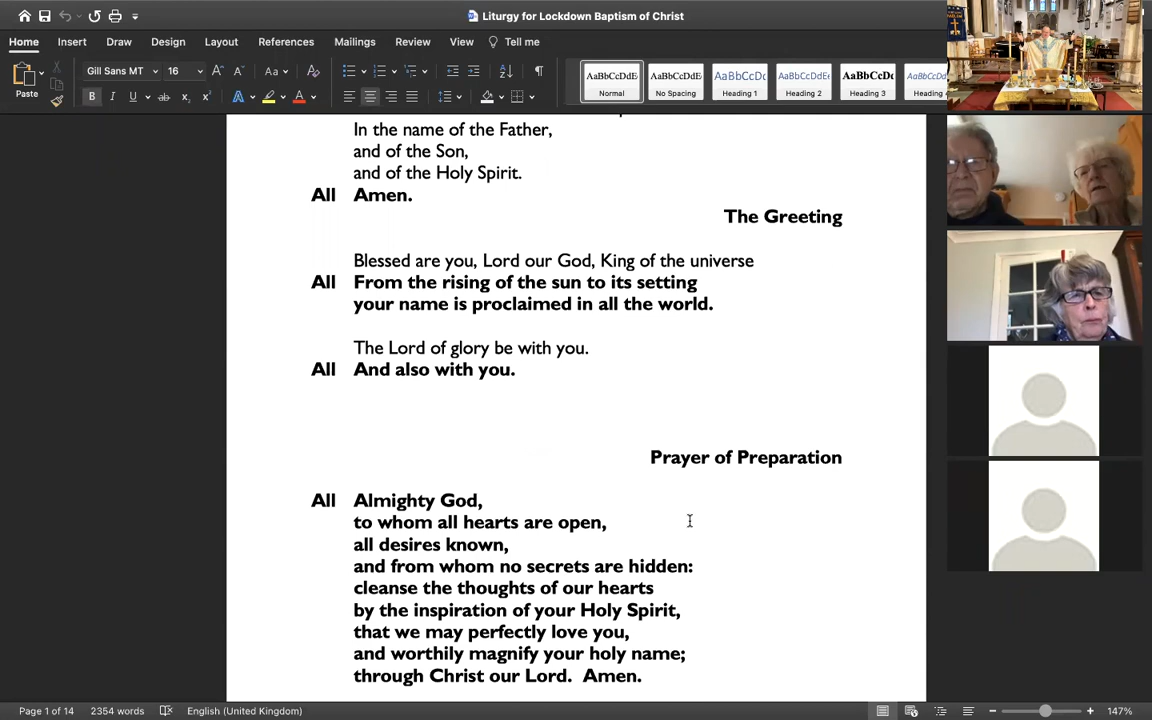 Liturgy for Lockdown Baptism of Christ
Home Insert Draw Design Layout References Mailings Review View Tell me
Paste
Gill Sans MT 16
AaBbCcDdE AaBbCcDdE AaBbCcDc AaBbCcDdEe AaBbCcDc
Normal No Spacing Heading 1 Heading 2 Heading 3
In the name of the Father,
and of the Son,
and of the Holy Spirit.
All Amen.
The Greeting
Blessed are you, Lord our God, King of the universe
All From the rising of the sun to its setting
your name is proclaimed in all the world.
The Lord of glory be with you.
All And also with you.
Prayer of Preparation
All Almighty God,
to whom all hearts are open,
all desires known,
and from whom no secrets are hidden:
cleanse the thoughts of our hearts
by the inspiration of your Holy Spirit,
that we may perfectly love you,
and worthily magnify your holy name;
through Christ our Lord. Amen.
Page 1 of 14 2354 words English (United Kingdom) 147%